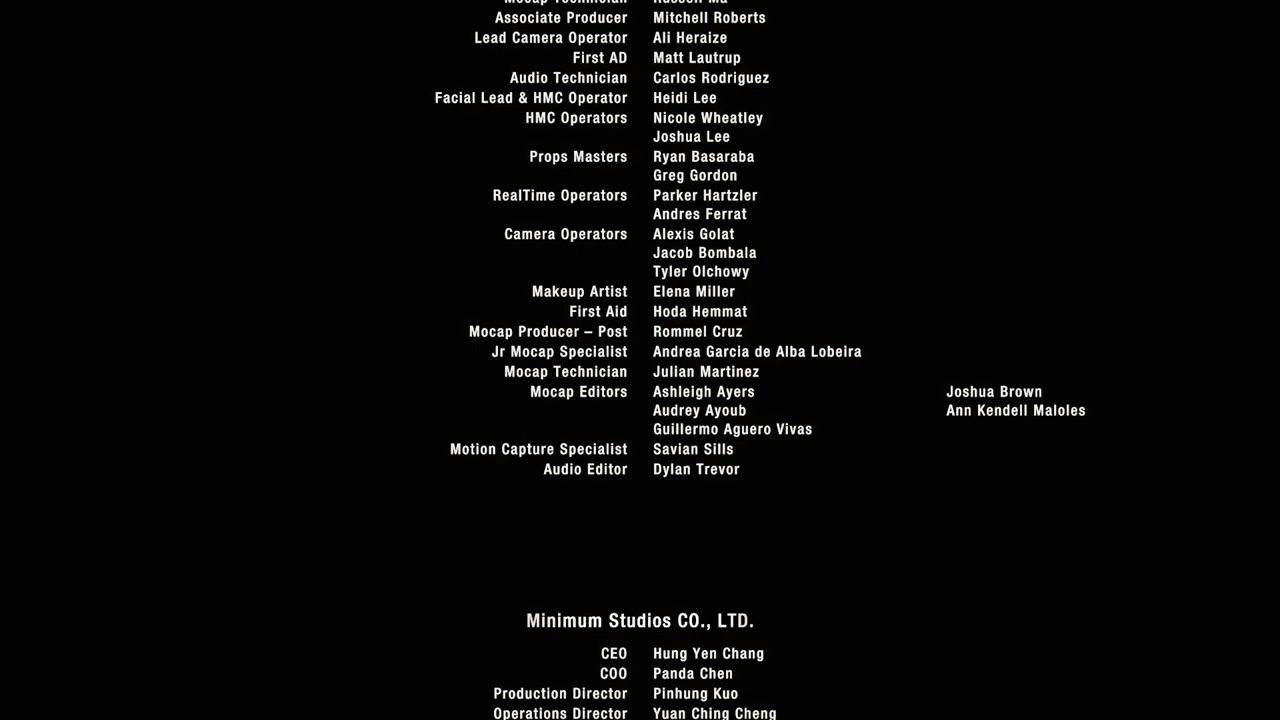 Mocap Technician Russell Ma
Associate Producer Mitchell Roberts
Lead Camera Operator Ali Heraize
First AD Matt Lautrup
Audio Technician Carlos Rodriguez
Facial Lead & HMC Operator Heidi Lee
HMC Operators Nicole Wheatley
Joshua Lee
Props Masters Ryan Basaraba
Greg Gordon
RealTime Operators Parker Hartzler
Andres Ferrat
Camera Operators Alexis Golat
Jacob Bombala
Tyler Olchowy
Makeup Artist Elena Miller
First Aid Hoda Hemmat
Mocap Producer – Post Rommel Cruz
Jr Mocap Specialist Andrea Garcia de Alba Lobeira
Mocap Technician Julian Martinez
Mocap Editors Ashleigh Ayers Joshua Brown
Audrey Ayoub Ann Kendell Maloles
Guillermo Aguero Vivas
Motion Capture Specialist Savian Sills
Audio Editor Dylan Trevor
Minimum Studios CO., LTD.
CEO Hung Yen Chang
COO Panda Chen
Production Director Pinhung Kuo
Operations Director Yuan Ching Cheng